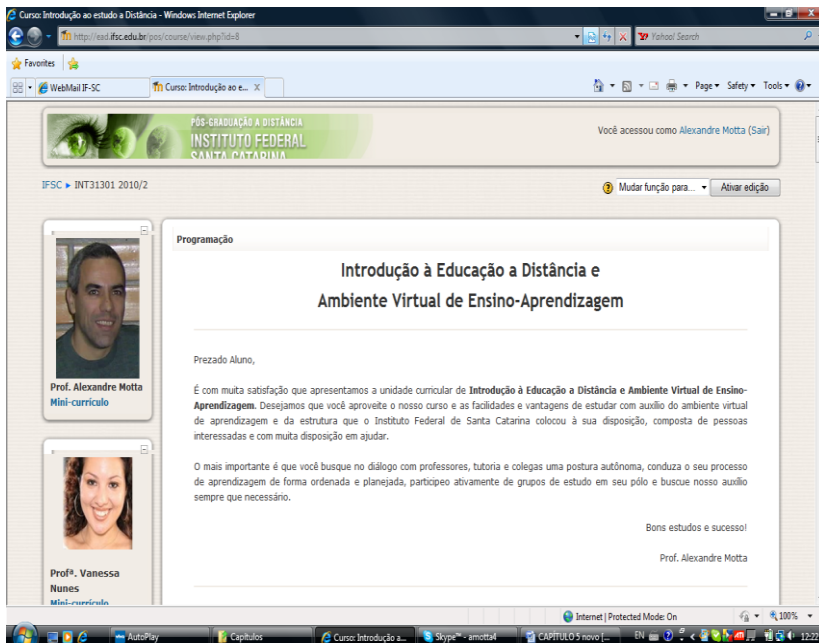 Curso: Introdução ao estudo a Distância - Windows Internet Explorer
http://ead.ifsc.edu.br/pos/course/view.php?id=8
Yahoo! Search
Favorites
WebMail IF-SC
Curso: Introdução ao e... X
Page
Safety
Tools
PÓS-GRADUAÇÃO A DISTÂNCIA
INSTITUTO FEDERAL
SANTA CATARINA
Você acessou como Alexandre Motta (Sair)
IFSC ► INT31301 2010/2
Mudar função para...
Ativar edição
Prof. Alexandre Motta
Mini-currículo
Profª. Vanessa
Nunes
Mini-currículo
Programação
Introdução à Educação a Distância e
Ambiente Virtual de Ensino-Aprendizagem
Prezado Aluno,
É com muita satisfação que apresentamos a unidade curricular de Introdução à Educação a Distância e Ambiente Virtual de Ensino-
Aprendizagem. Desejamos que você aproveite o nosso curso e as facilidades e vantagens de estudar com auxílio do ambiente virtual
de aprendizagem e da estrutura que o Instituto Federal de Santa Catarina colocou à sua disposição, composta de pessoas
interessadas e com muita disposição em ajudar.
O mais importante é que você busque no diálogo com professores, tutoria e colegas uma postura autônoma, conduza o seu processo
de aprendizagem de forma ordenada e planejada, participeo ativamente de grupos de estudo em seu pólo e buscue nosso auxílio
sempre que necessário.
Bons estudos e sucesso!
Prof. Alexandre Motta
Internet | Protected Mode: On
100%
AutoPlay
Capitulos
Curso: Introdução a...
Skype™ - amotta4
CAPÍTULO 5 novo [...
EN
12:22